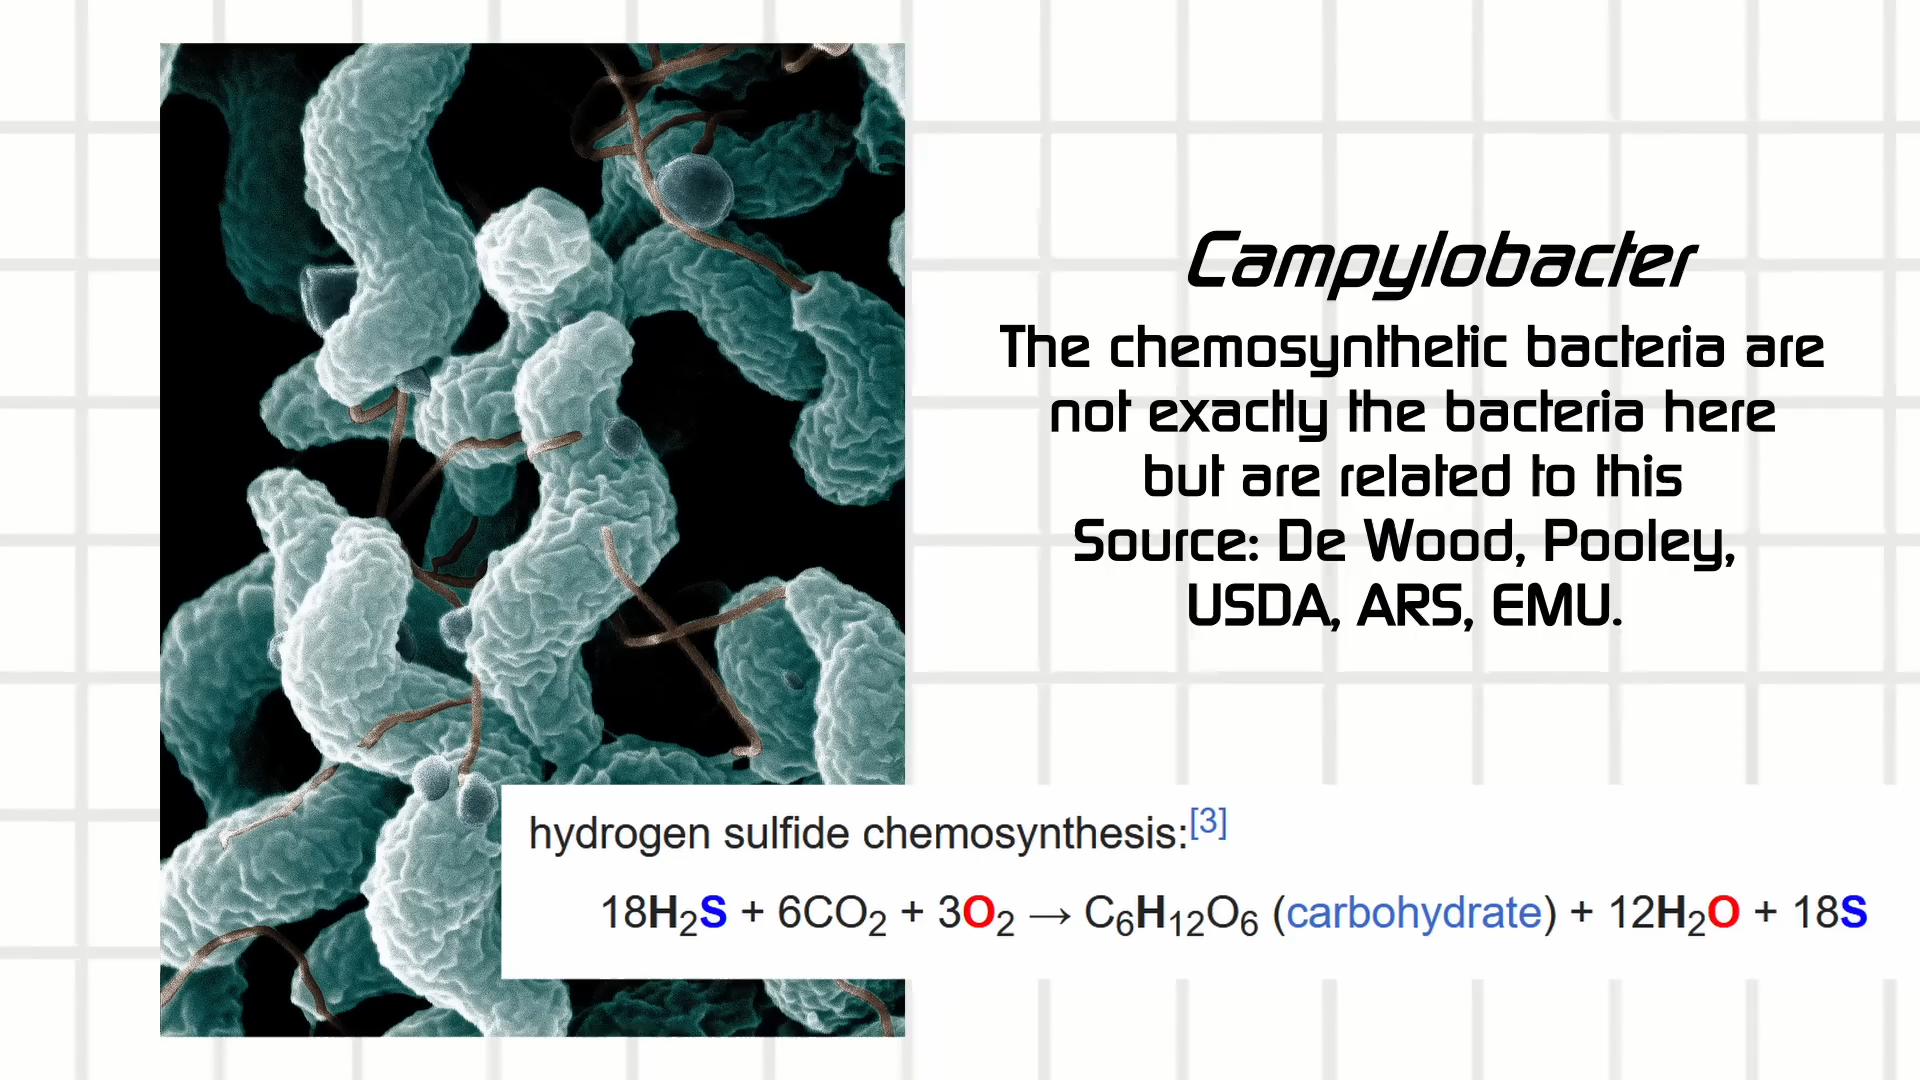 Campylobacter
The chemosynthetic bacteria are
not exactly the bacteria here
but are related to this
Source: De Wood, Pooley,
USDA, ARS, EMU.
hydrogen sulfide chemosynthesis:[3]
18H₂S + 6CO₂ + 3O₂ → C₆H₁₂O₆ (carbohydrate) + 12H₂O + 18S